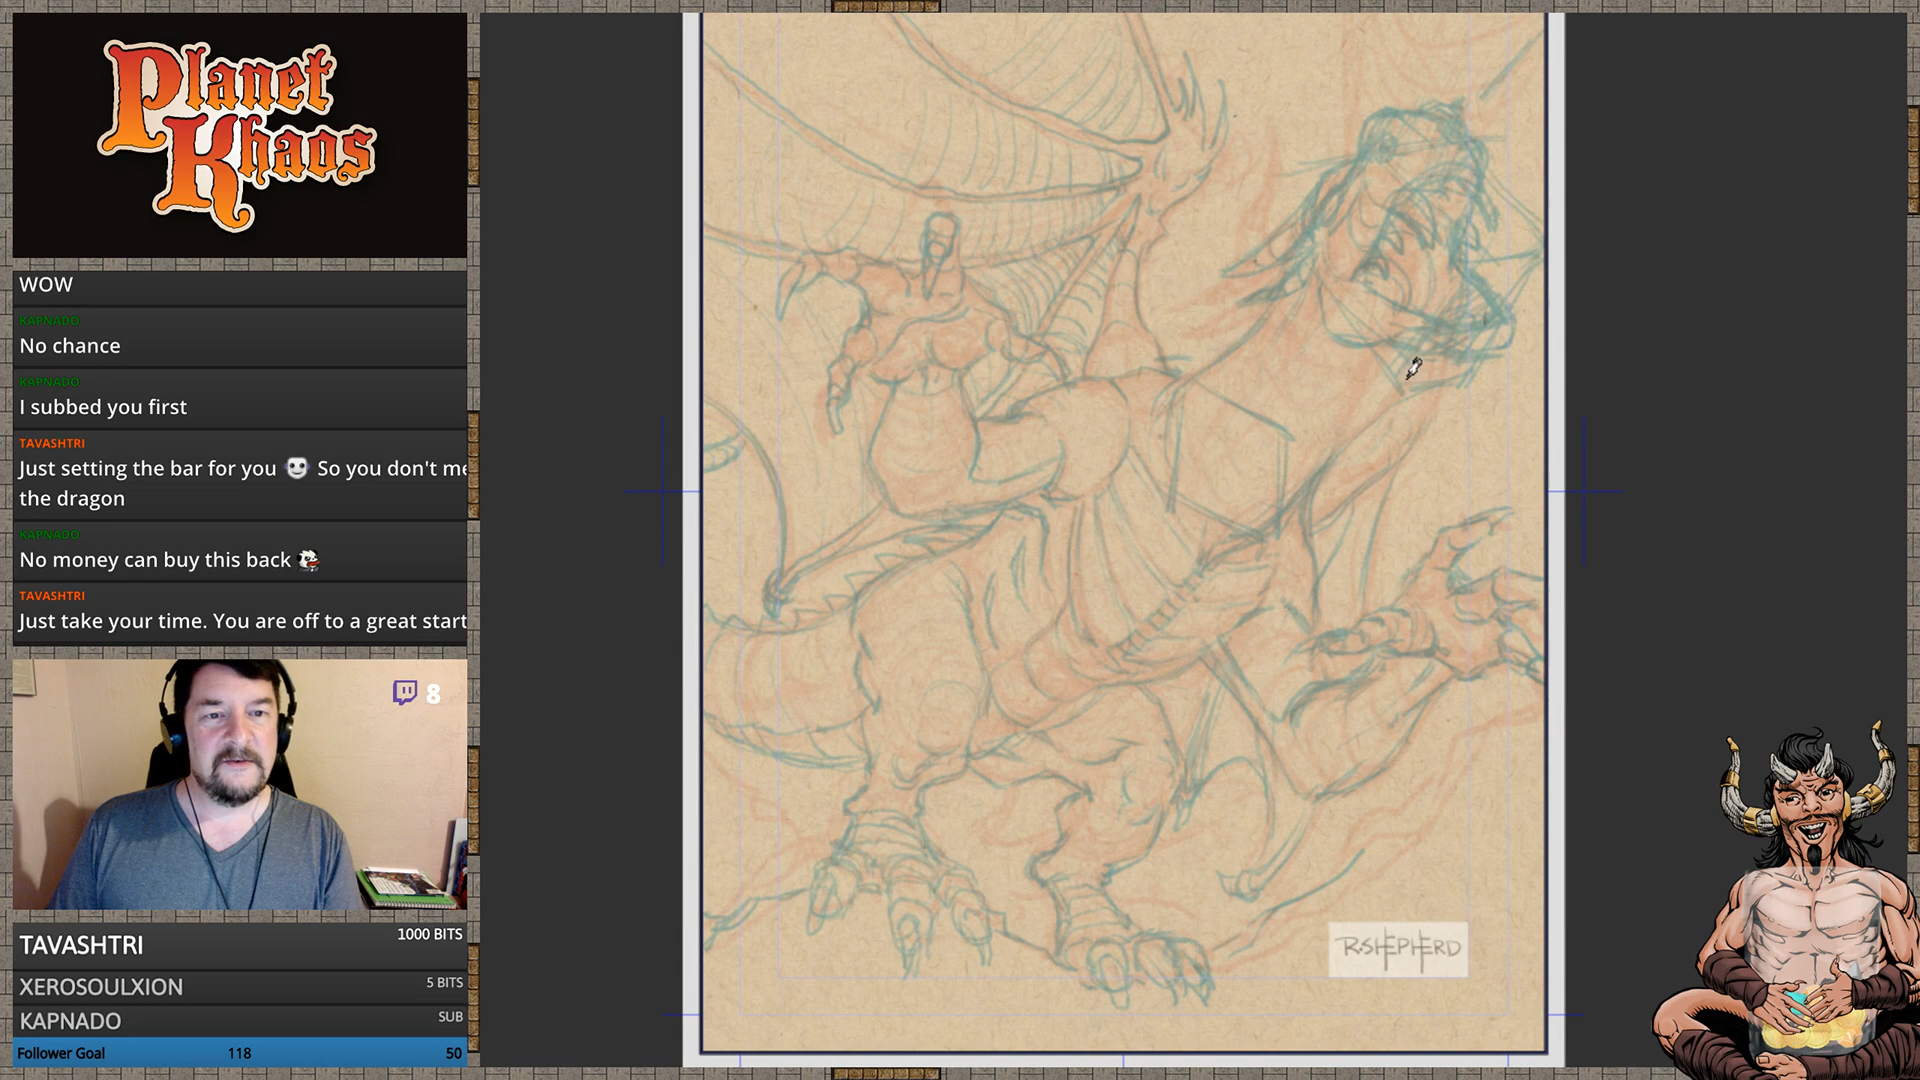 Planet
Khaos
WOW
KAPNADO
No chance
KAPNADO
I subbed you first
TAVASHTRI
Just setting the bar for you So you don't me
the dragon
KAPNADO
No money can buy this back
TAVASHTRI
Just take your time. You are off to a great start
8
TAVASHTRI 1000 BITS
XEROSOULXION 5 BITS
KAPNADO SUB
Follower Goal 118 50
R.SHEPHERD